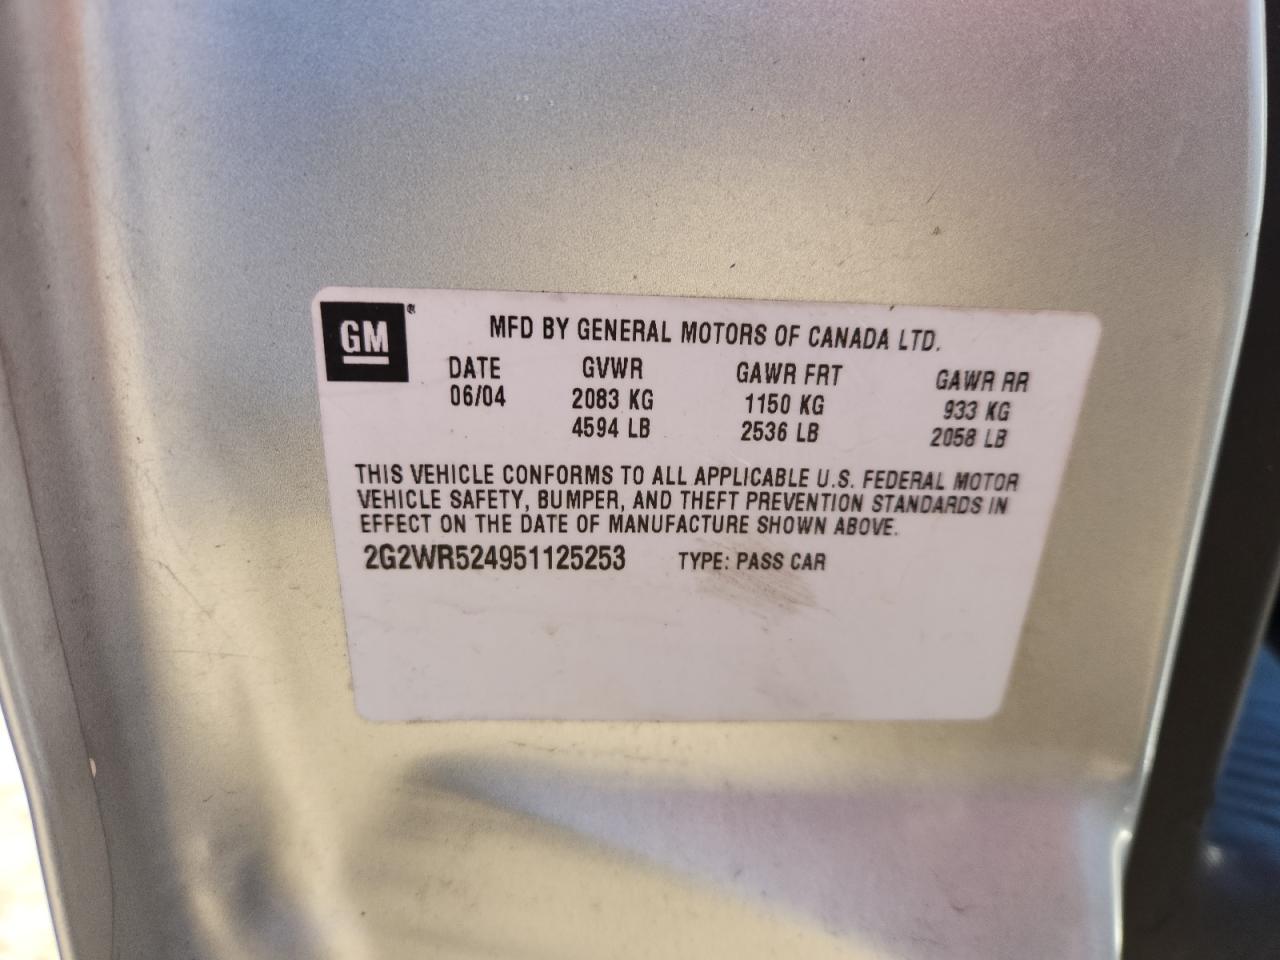 GM®
MFD BY GENERAL MOTORS OF CANADA LTD.
DATE GVWR GAWR FRT GAWR RR
06/04 2083 KG 1150 KG 933 KG
4594 LB 2536 LB 2058 LB
THIS VEHICLE CONFORMS TO ALL APPLICABLE U.S. FEDERAL MOTOR
VEHICLE SAFETY, BUMPER, AND THEFT PREVENTION STANDARDS IN
EFFECT ON THE DATE OF MANUFACTURE SHOWN ABOVE.
2G2WR524951125253 TYPE: PASS CAR